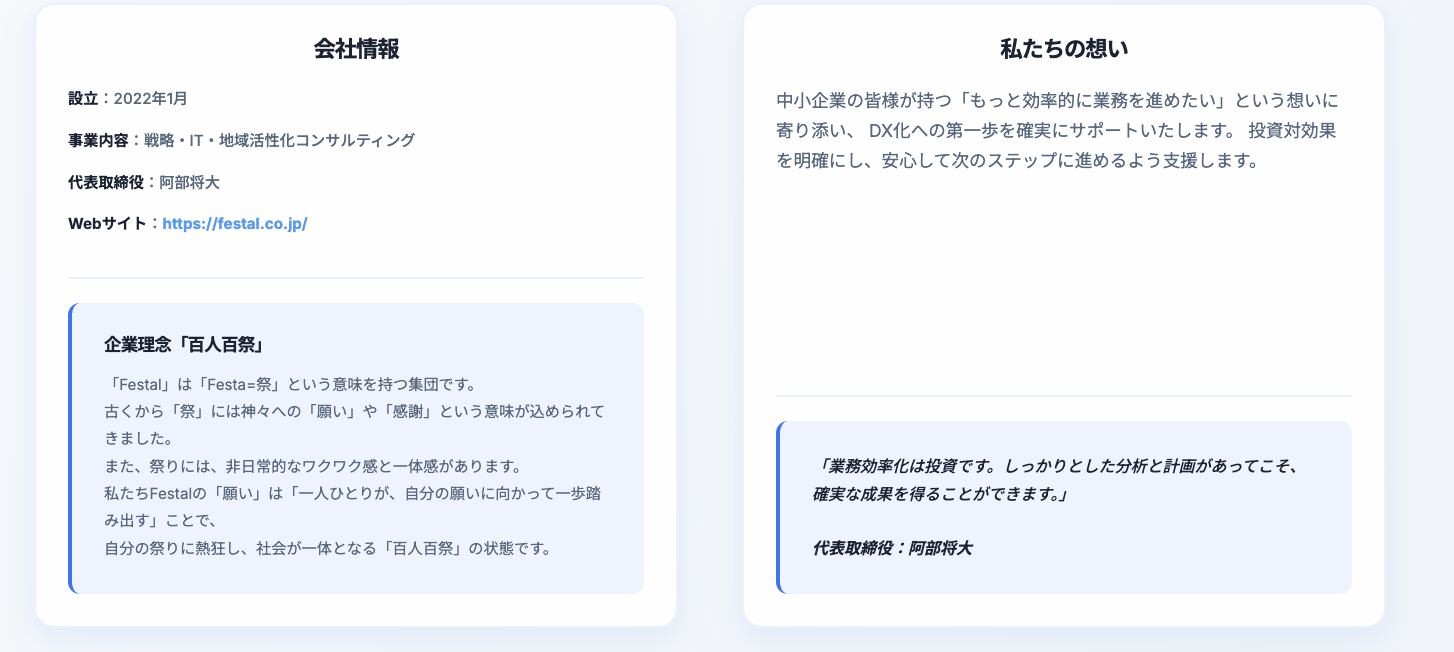 会社情報
設立：2022年1月
事業内容：戦略・IT・地域活性化コンサルティング
代表取締役：阿部将大
Webサイト：https://festal.co.jp/
企業理念「百人百祭」
「Festal」は「Festa=祭」という意味を持つ集団です。
古くから「祭」には神々への「願い」や「感謝」という意味が込められて
きました。
また、祭りには、非日常的なワクワク感と一体感があります。
私たちFestalの「願い」は「一人ひとりが、自分の願いに向かって一歩踏
み出す」ことで、
自分の祭りに熱狂し、社会が一体となる「百人百祭」の状態です。
私たちの想い
中小企業の皆様が持つ「もっと効率的に業務を進めたい」という想いに
寄り添い、 DX化への第一歩を確実にサポートいたします。 投資対効果
を明確にし、安心して次のステップに進めるよう支援します。
「業務効率化は投資です。しっかりとした分析と計画があってこそ、
確実な成果を得ることができます。」
代表取締役：阿部将大